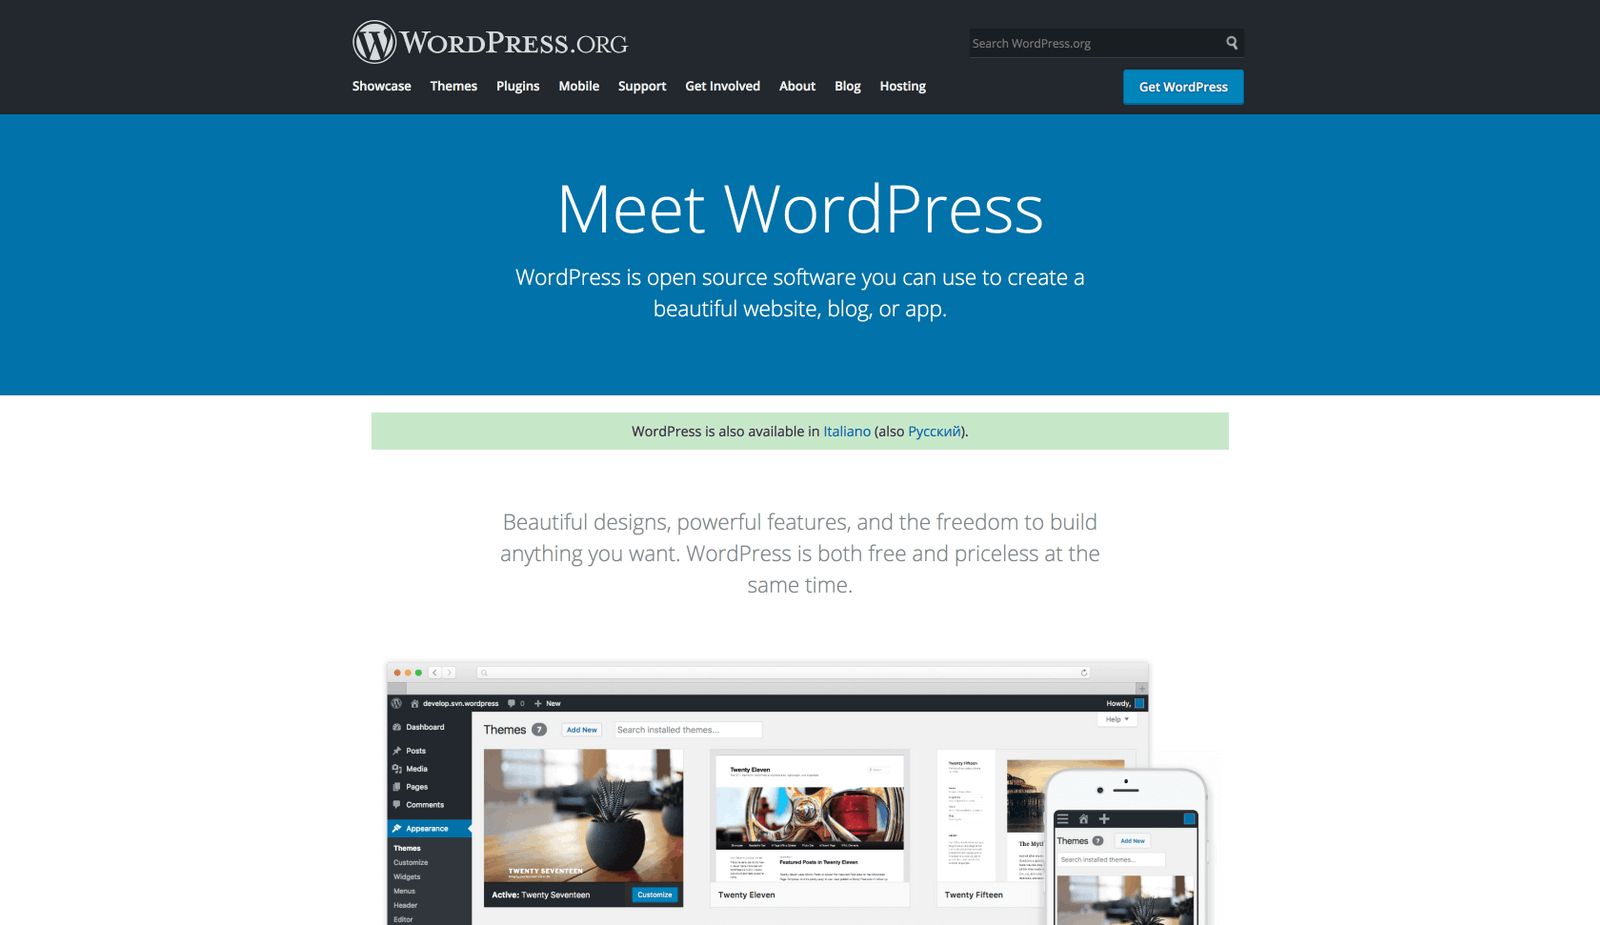 WORDPRESS.ORG
Search WordPress.org
Showcase Themes Plugins Mobile Support Get Involved About Blog Hosting
Get WordPress
Meet WordPress
WordPress is open source software you can use to create a
beautiful website, blog, or app.
WordPress is also available in Italiano (also Русский).
Beautiful designs, powerful features, and the freedom to build
anything you want. WordPress is both free and priceless at the
same time.
develop.svn.wordpress 0 New
Howdy,
Help
Dashboard
Posts
Media
Pages
Comments
Appearance
Themes
Customize
Widgets
Menus
Header
Editor
Themes 7 Add New Search installed themes...
TWENTY SEVENTEEN
Active: Twenty Seventeen Customize
Twenty Eleven
Featured Posts in Twenty Eleven
Twenty Eleven
Twenty Fifteen
The Myth
Twenty Fifteen
Themes 7 Add New
Search installed themes...